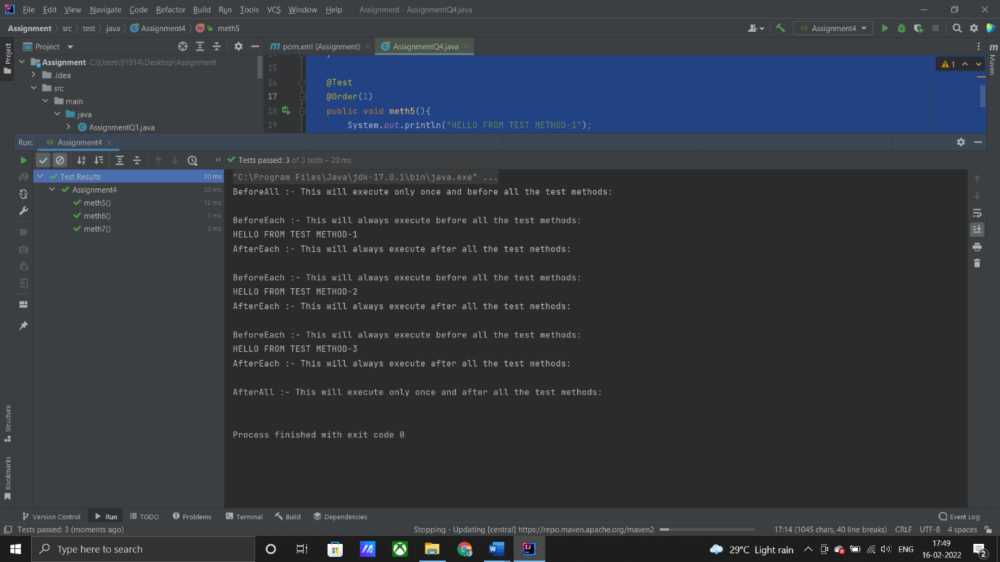 File Edit View Navigate Code Refactor Build Run Tools VCS Window Help Assignment - AssignmentQ4.java
Assignment src test java Assignment4 m meth5 Assignment4
Project
Project
m pom.xml (Assignment) AssignmentQ4.java
m Maven
Assignment C:\Users\91914\Desktop\Assignment
.idea
src
main
java
AssignmentQ1.java
15
16 @Test
17 @Order(1)
18 public void meth5(){
19 System.out.println("HELLO FROM TEST METHOD-1");
1
Run: Assignment4
Tests passed: 3 of 3 tests – 20 ms
Test Results 20 ms
Assignment4 20 ms
meth5() 16 ms
meth6() 1 ms
meth7() 3 ms
"C:\Program Files\Java\jdk-17.0.1\bin\java.exe" ...
BeforeAll :- This will execute only once and before all the test methods:
BeforeEach :- This will always execute before all the test methods:
HELLO FROM TEST METHOD-1
AfterEach :- This will always execute after all the test methods:
BeforeEach :- This will always execute before all the test methods:
HELLO FROM TEST METHOD-2
AfterEach :- This will always execute after all the test methods:
BeforeEach :- This will always execute before all the test methods:
HELLO FROM TEST METHOD-3
AfterEach :- This will always execute after all the test methods:
AfterAll :- This will execute only once and after all the test methods:
Process finished with exit code 0
Structure
Bookmarks
Version Control Run TODO Problems Terminal Build Dependencies Event Log
Tests passed: 3 (moments ago) Stopping - Updating [central] https://repo.maven.apache.org/maven2 17:14 (1045 chars, 40 line breaks) CRLF UTF-8 4 spaces
Type here to search 29°C Light rain ENG 17:49
16-02-2022 2